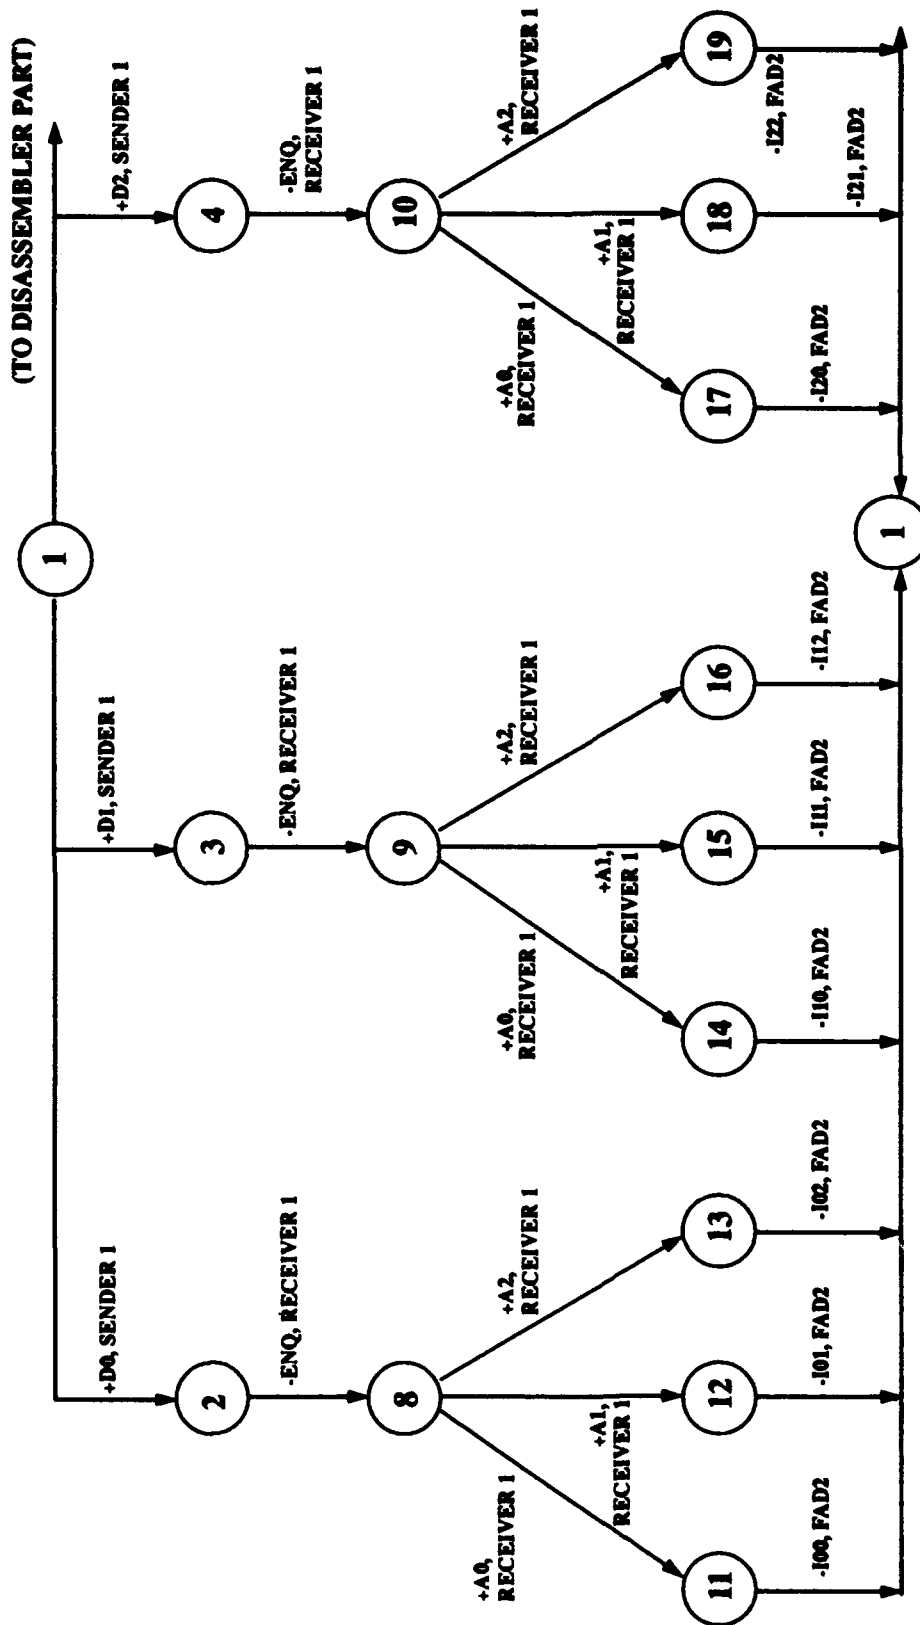 (TO DISASSEMBLER PART)
1
+D0, SENDER 1
+D1, SENDER 1
+D2, SENDER 1
2
3
4
-ENQ, RECEIVER 1
-ENQ, RECEIVER 1
-ENQ,
RECEIVER 1
8
9
10
+A0,
RECEIVER 1
+A1,
RECEIVER 1
+A2,
RECEIVER 1
+A0,
RECEIVER 1
+A1,
RECEIVER 1
+A2,
RECEIVER 1
+A0,
RECEIVER 1
+A1,
RECEIVER 1
+A2,
RECEIVER 1
11
12
13
14
15
16
17
18
19
-I00, FAD2
-I01, FAD2
-I02, FAD2
-I10, FAD2
-I11, FAD2
-I12, FAD2
-I20, FAD2
-I21, FAD2
-I22, FAD2
1